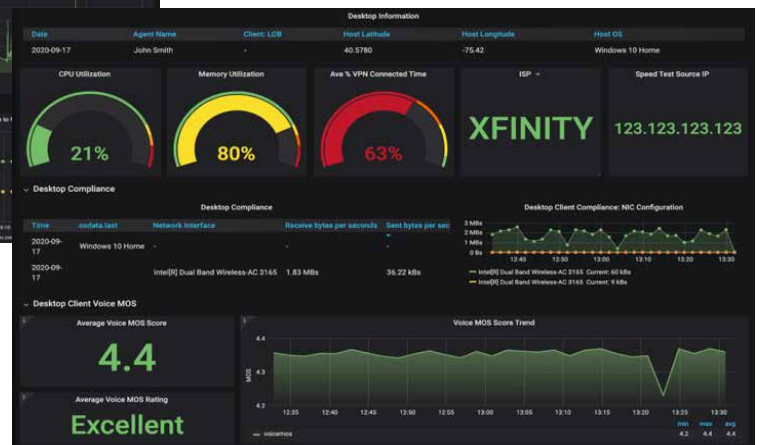 Desktop Information
Date Agent Name Client: LOB Host Latitude Host Longitude Host OS
2020-09-17 John Smith - 40.5780 -75.42 Windows 10 Home
CPU Utilization Memory Utilization Ave % VPN Connected Time ISP Speed Test Source IP
21% 80% 63% XFINITY 123.123.123.123
Desktop Compliance
Desktop Compliance
Time osdata.last Network Interface Receive bytes per seconds Sent bytes per sec
2020-09-17 Windows 10 Home - - -
2020-09-17 Intel[R] Dual Band Wireless-AC 3165 1.83 MBs 36.22 kBs
Desktop Client Compliance: NIC Configuration
3 MBs
2 MBs
1 MBs
0 Bs
12:40 12:50 13:00 13:10 13:20 13:30
Intel[R] Dual Band Wireless-AC 3165 Current: 60 kBs
Intel[R] Dual Band Wireless-AC 3165 Current: 9 kBs
Desktop Client Voice MOS
Average Voice MOS Score
4.4
Average Voice MOS Rating
Excellent
Voice MOS Score Trend
MOS
4.4
4.3
4.2
12:35 12:40 12:45 12:50 12:55 13:00 13:05 13:10 13:15 13:20 13:25 13:30
min max avg
voicemos 4.2 4.4 4.4